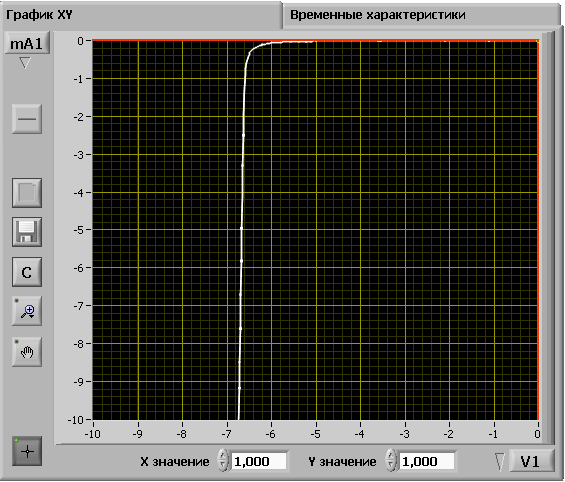 График XY
Временные характеристики
mA1
0
-1
-2
-3
-4
-5
-6
-7
-8
-9
-10
-10 -9 -8 -7 -6 -5 -4 -3 -2 -1 0
C
X значение 1,000 Y значение 1,000 V1